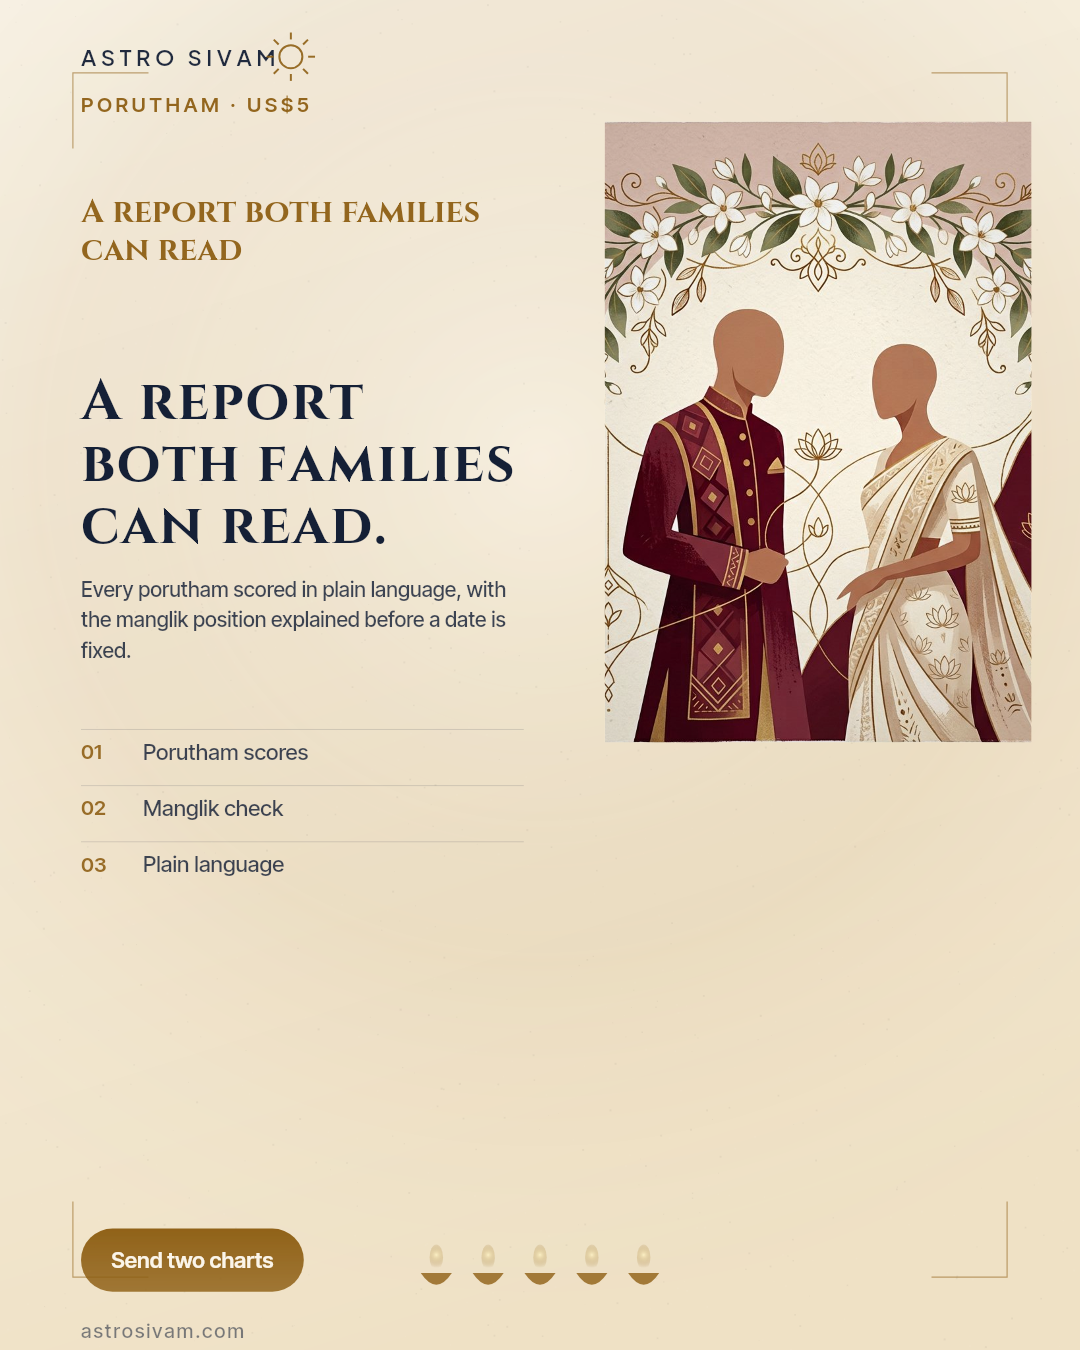 ASTRO SIVAM
PORUTHAM · US$5
A REPORT BOTH FAMILIES
CAN READ
A REPORT
BOTH FAMILIES
CAN READ.
Every porutham scored in plain language, with
the manglik position explained before a date is
fixed.
01 Porutham scores
02 Manglik check
03 Plain language
Send two charts
astrosivam.com